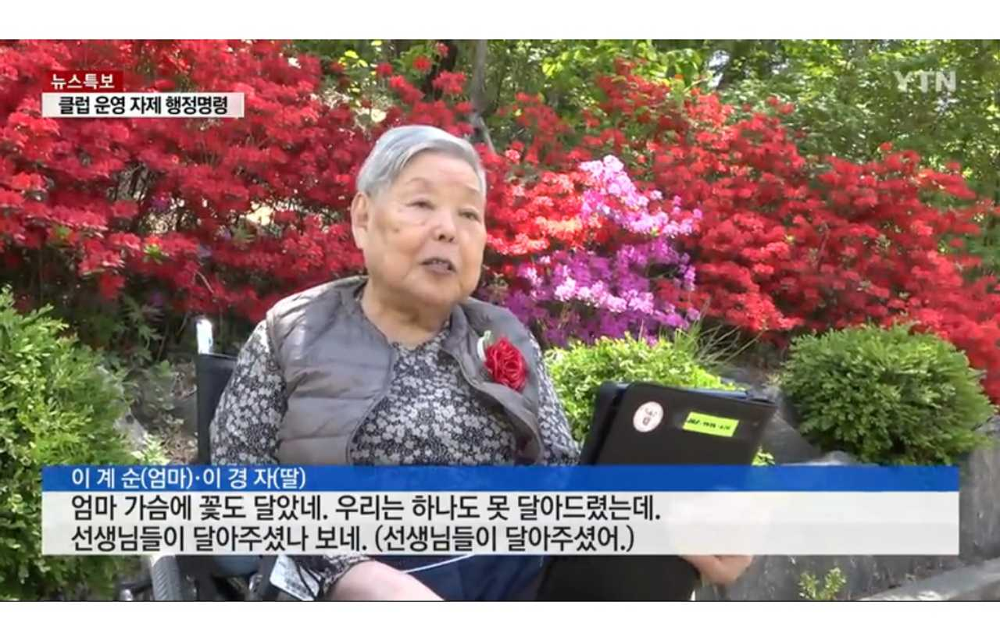 뉴스특보
YTN
클럽 운영 자제 행정명령
이 계 순(엄마)·이 경 자(딸)
엄마 가슴에 꽃도 달았네. 우리는 하나도 못 달아드렸는데.
선생님들이 달아주셨나 보네. (선생님들이 달아주셨어.)